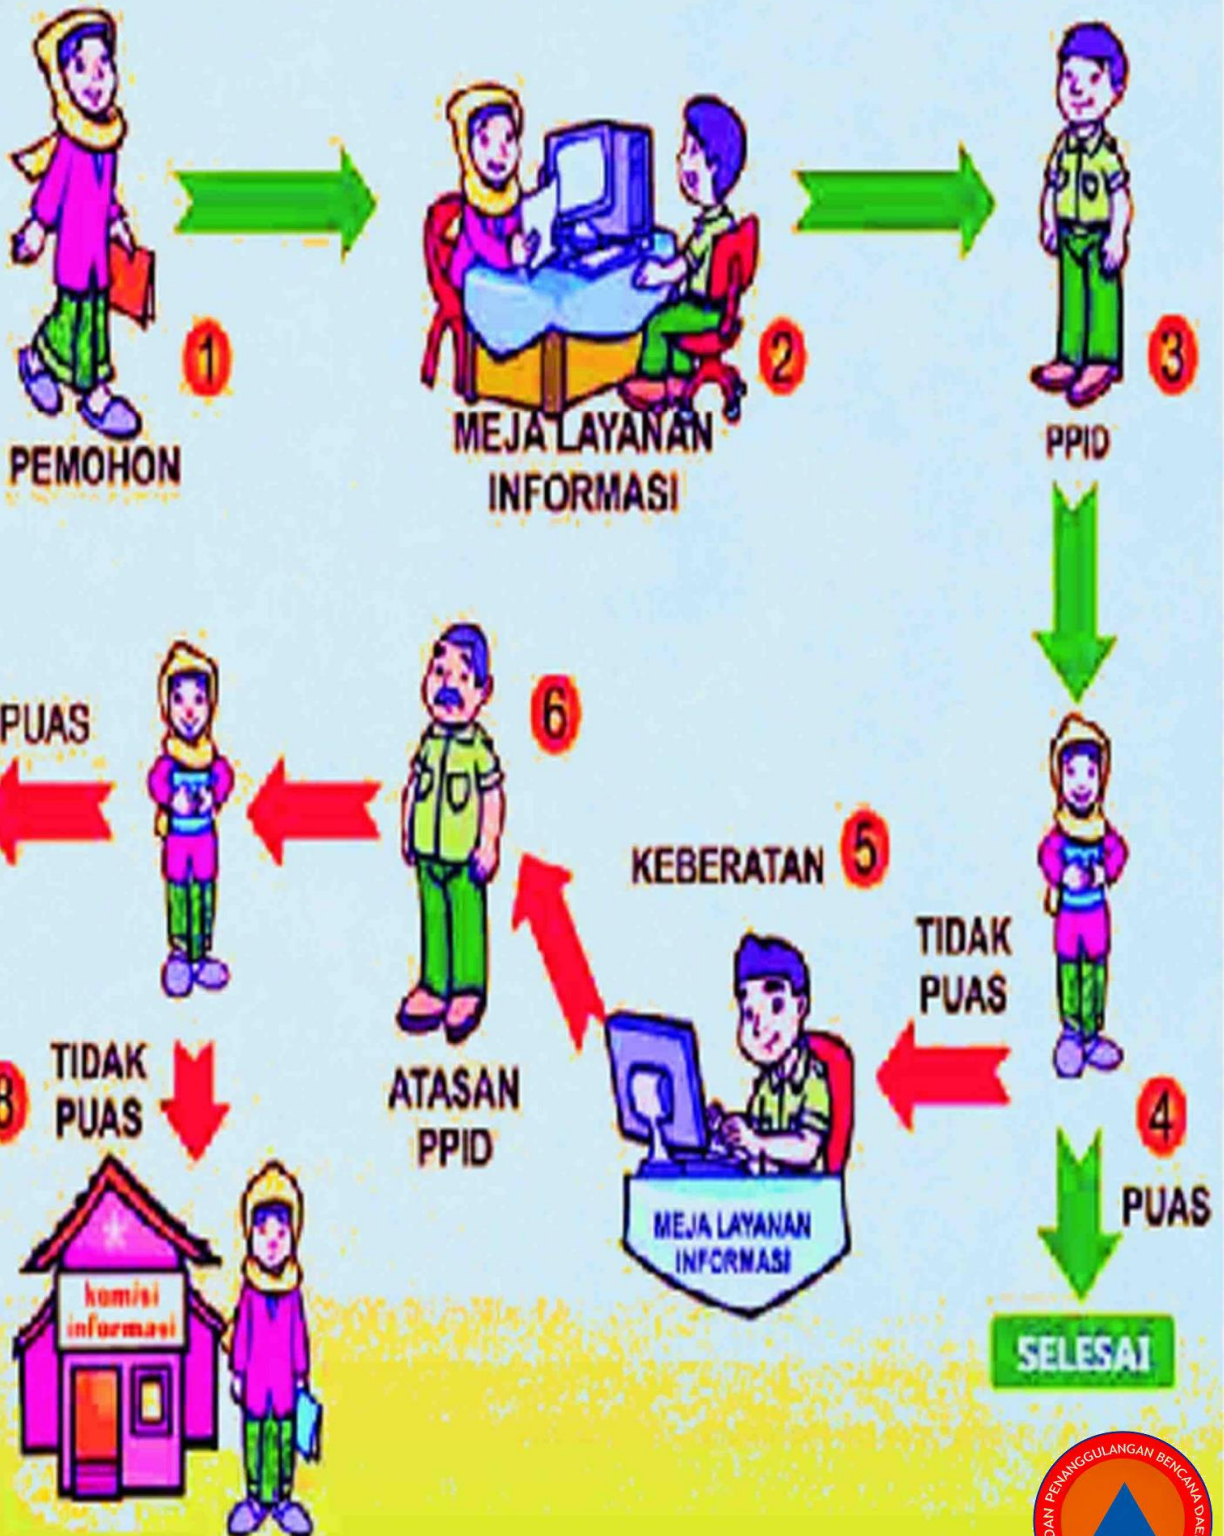 1
2
3
PEMOHON
MEJA LAYANAN
INFORMASI
PPID
6
PUAS
5
KEBERATAN
TIDAK
PUAS
4
PUAS
TIDAK
PUAS
8
ATASAN
PPID
MEJA LAYANAN
INFORMASI
komisi
informasi
SELESAI
PENANGGULANGAN BENCANA